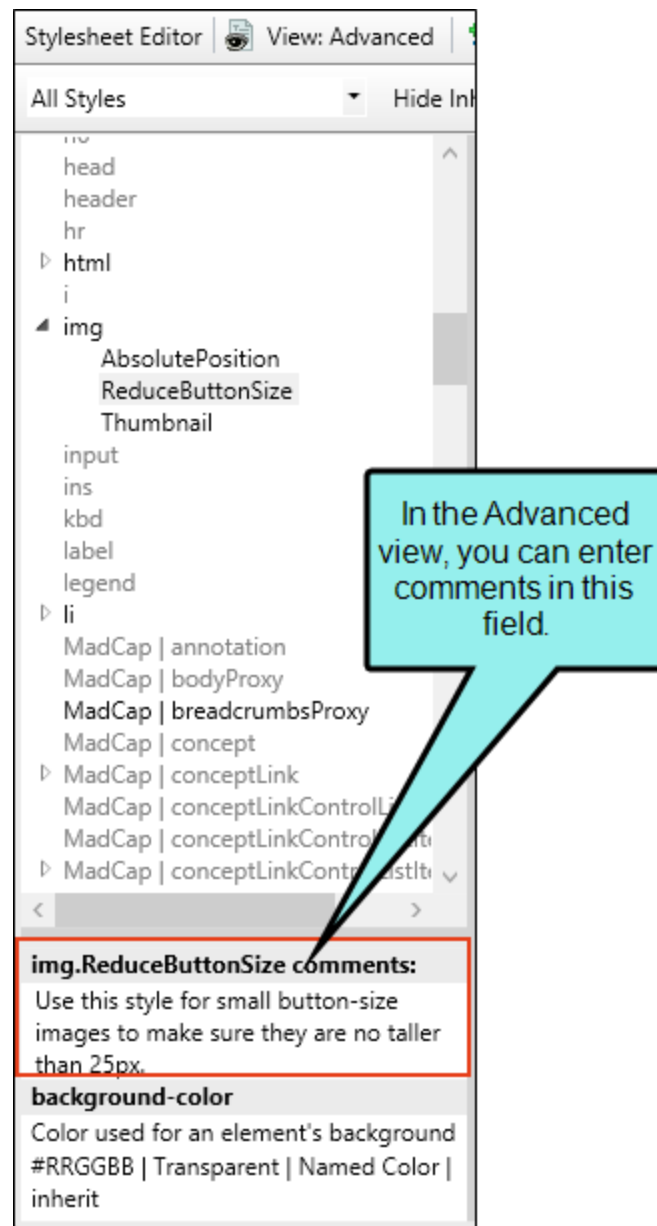 Stylesheet Editor View: Advanced
All Styles Hide
head
header
hr
html
i
img
AbsolutePosition
ReduceButtonSize
Thumbnail
input
ins
kbd
label
legend
li
MadCap | annotation
MadCap | bodyProxy
MadCap | breadcrumbsProxy
MadCap | concept
MadCap | conceptLink
In the Advanced
view, you can enter
comments in this
field.
img.ReduceButtonSize comments:
Use this style for small button-size
images to make sure they are no taller
than 25px.
background-color
Color used for an element's background
#RRGGBB | Transparent | Named Color |
inherit